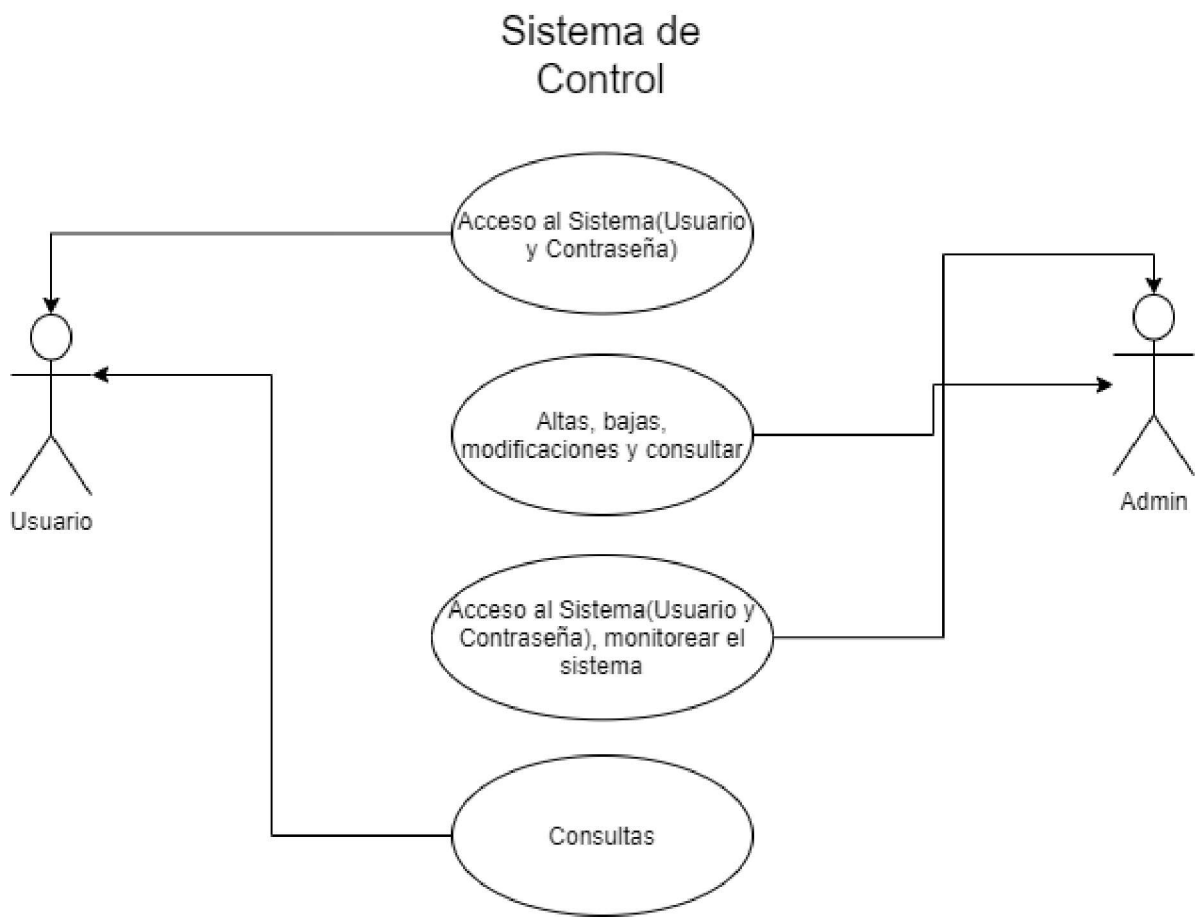 Sistema de
Control
Acceso al Sistema(Usuario
y Contraseña)
Altas, bajas,
modificaciones y consultar
Usuario
Admin
Acceso al Sistema(Usuario y
Contraseña), monitorear el
sistema
Consultas